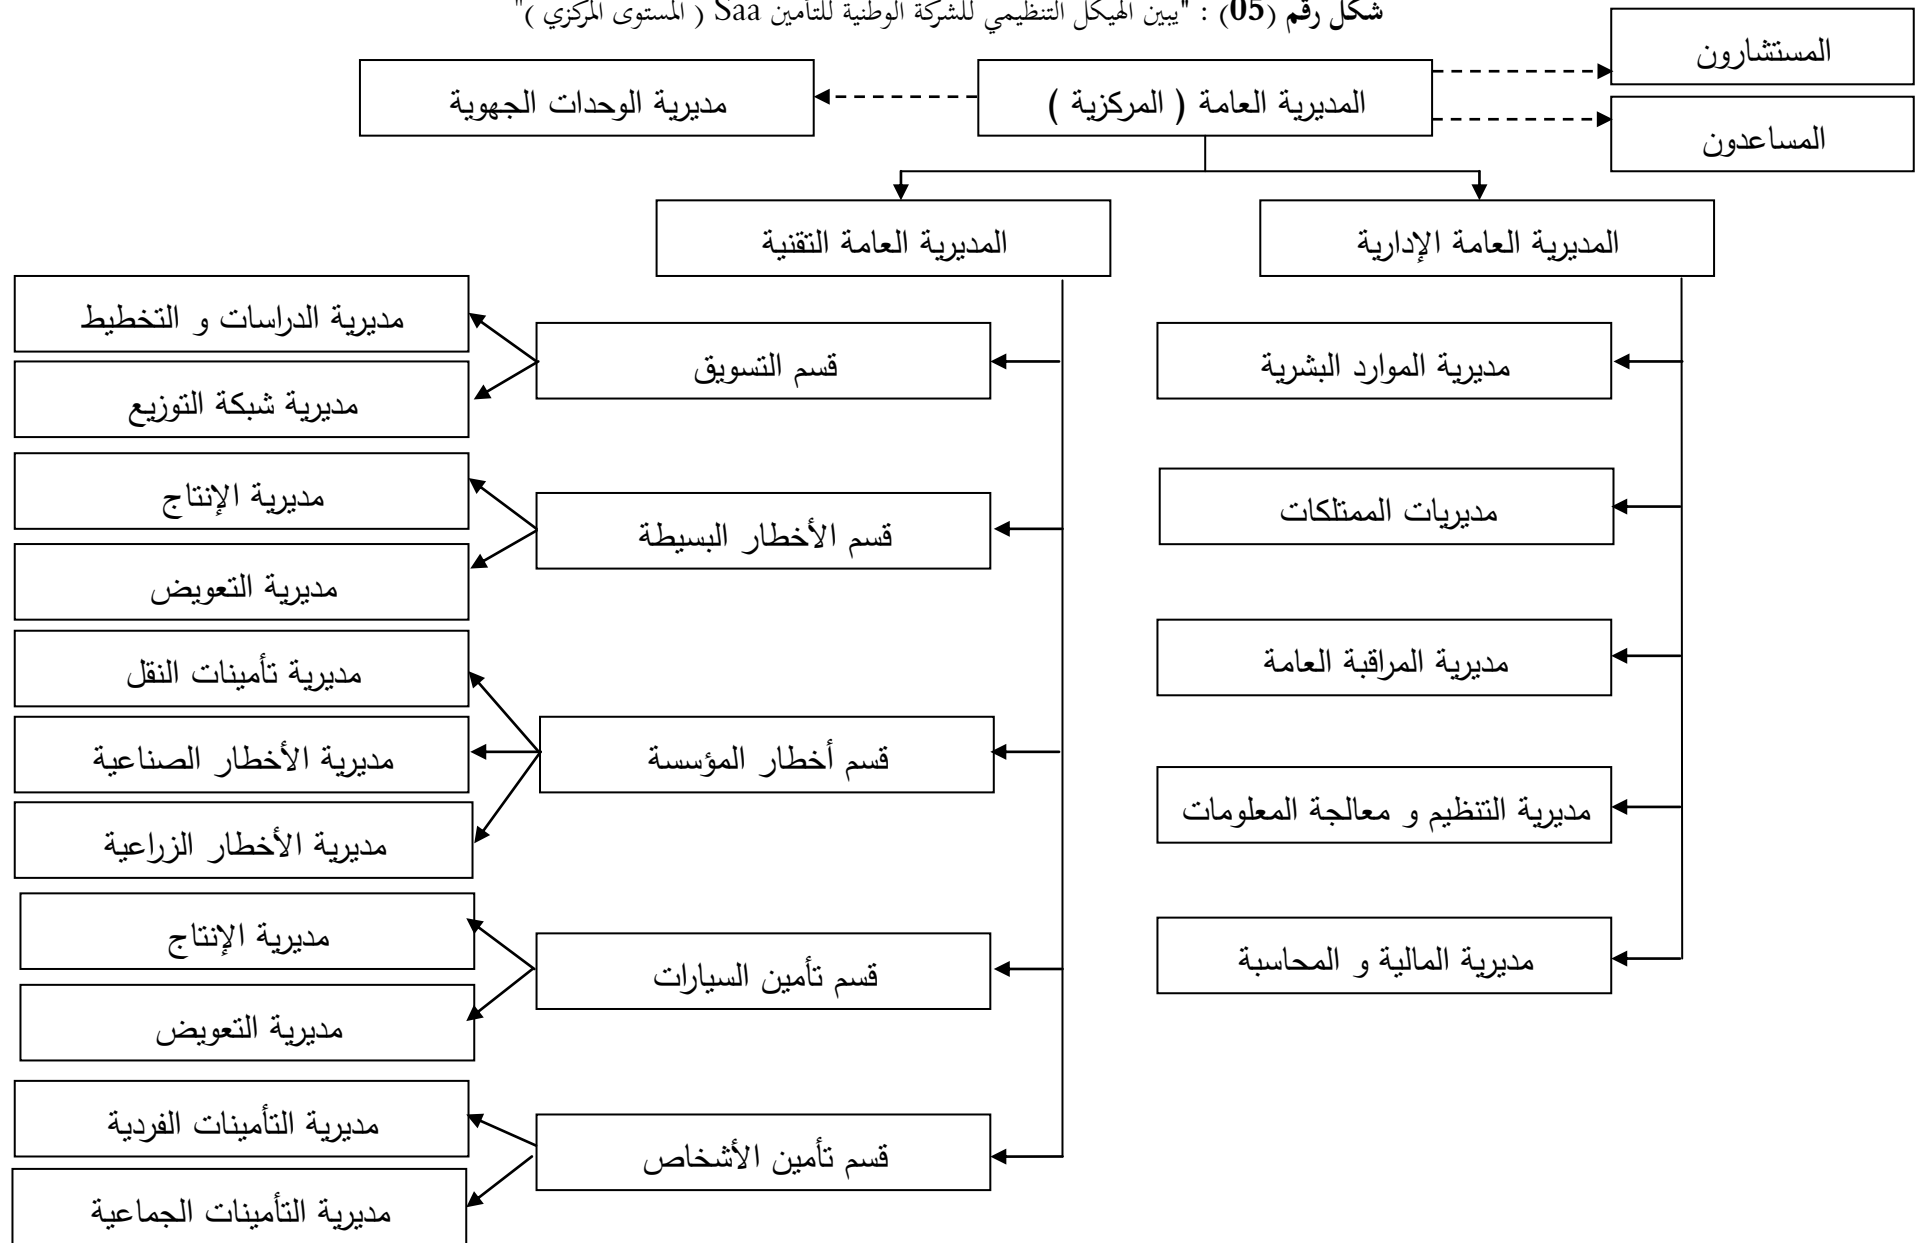 شكل رقم (05) : "يبين الهيكل التنظيمي للشركة الوطنية للتأمين Saa ( المستوى المركزي )"
المستشارون
المديرية العامة ( المركزية )
مديرية الوحدات الجهوية
المساعدون
المديرية العامة الإدارية
المديرية العامة التقنية
مديرية الموارد البشرية
مديريات الممتلكات
مديرية المراقبة العامة
مديرية التنظيم و معالجة المعلومات
مديرية المالية و المحاسبة
قسم التسويق
مديرية الدراسات و التخطيط
مديرية شبكة التوزيع
قسم الأخطار البسيطة
مديرية الإنتاج
مديرية التعويض
قسم أخطار المؤسسة
مديرية تأمينات النقل
مديرية الأخطار الصناعية
مديرية الأخطار الزراعية
قسم تأمين السيارات
مديرية الإنتاج
مديرية التعويض
قسم تأمين الأشخاص
مديرية التأمينات الفردية
مديرية التأمينات الجماعية